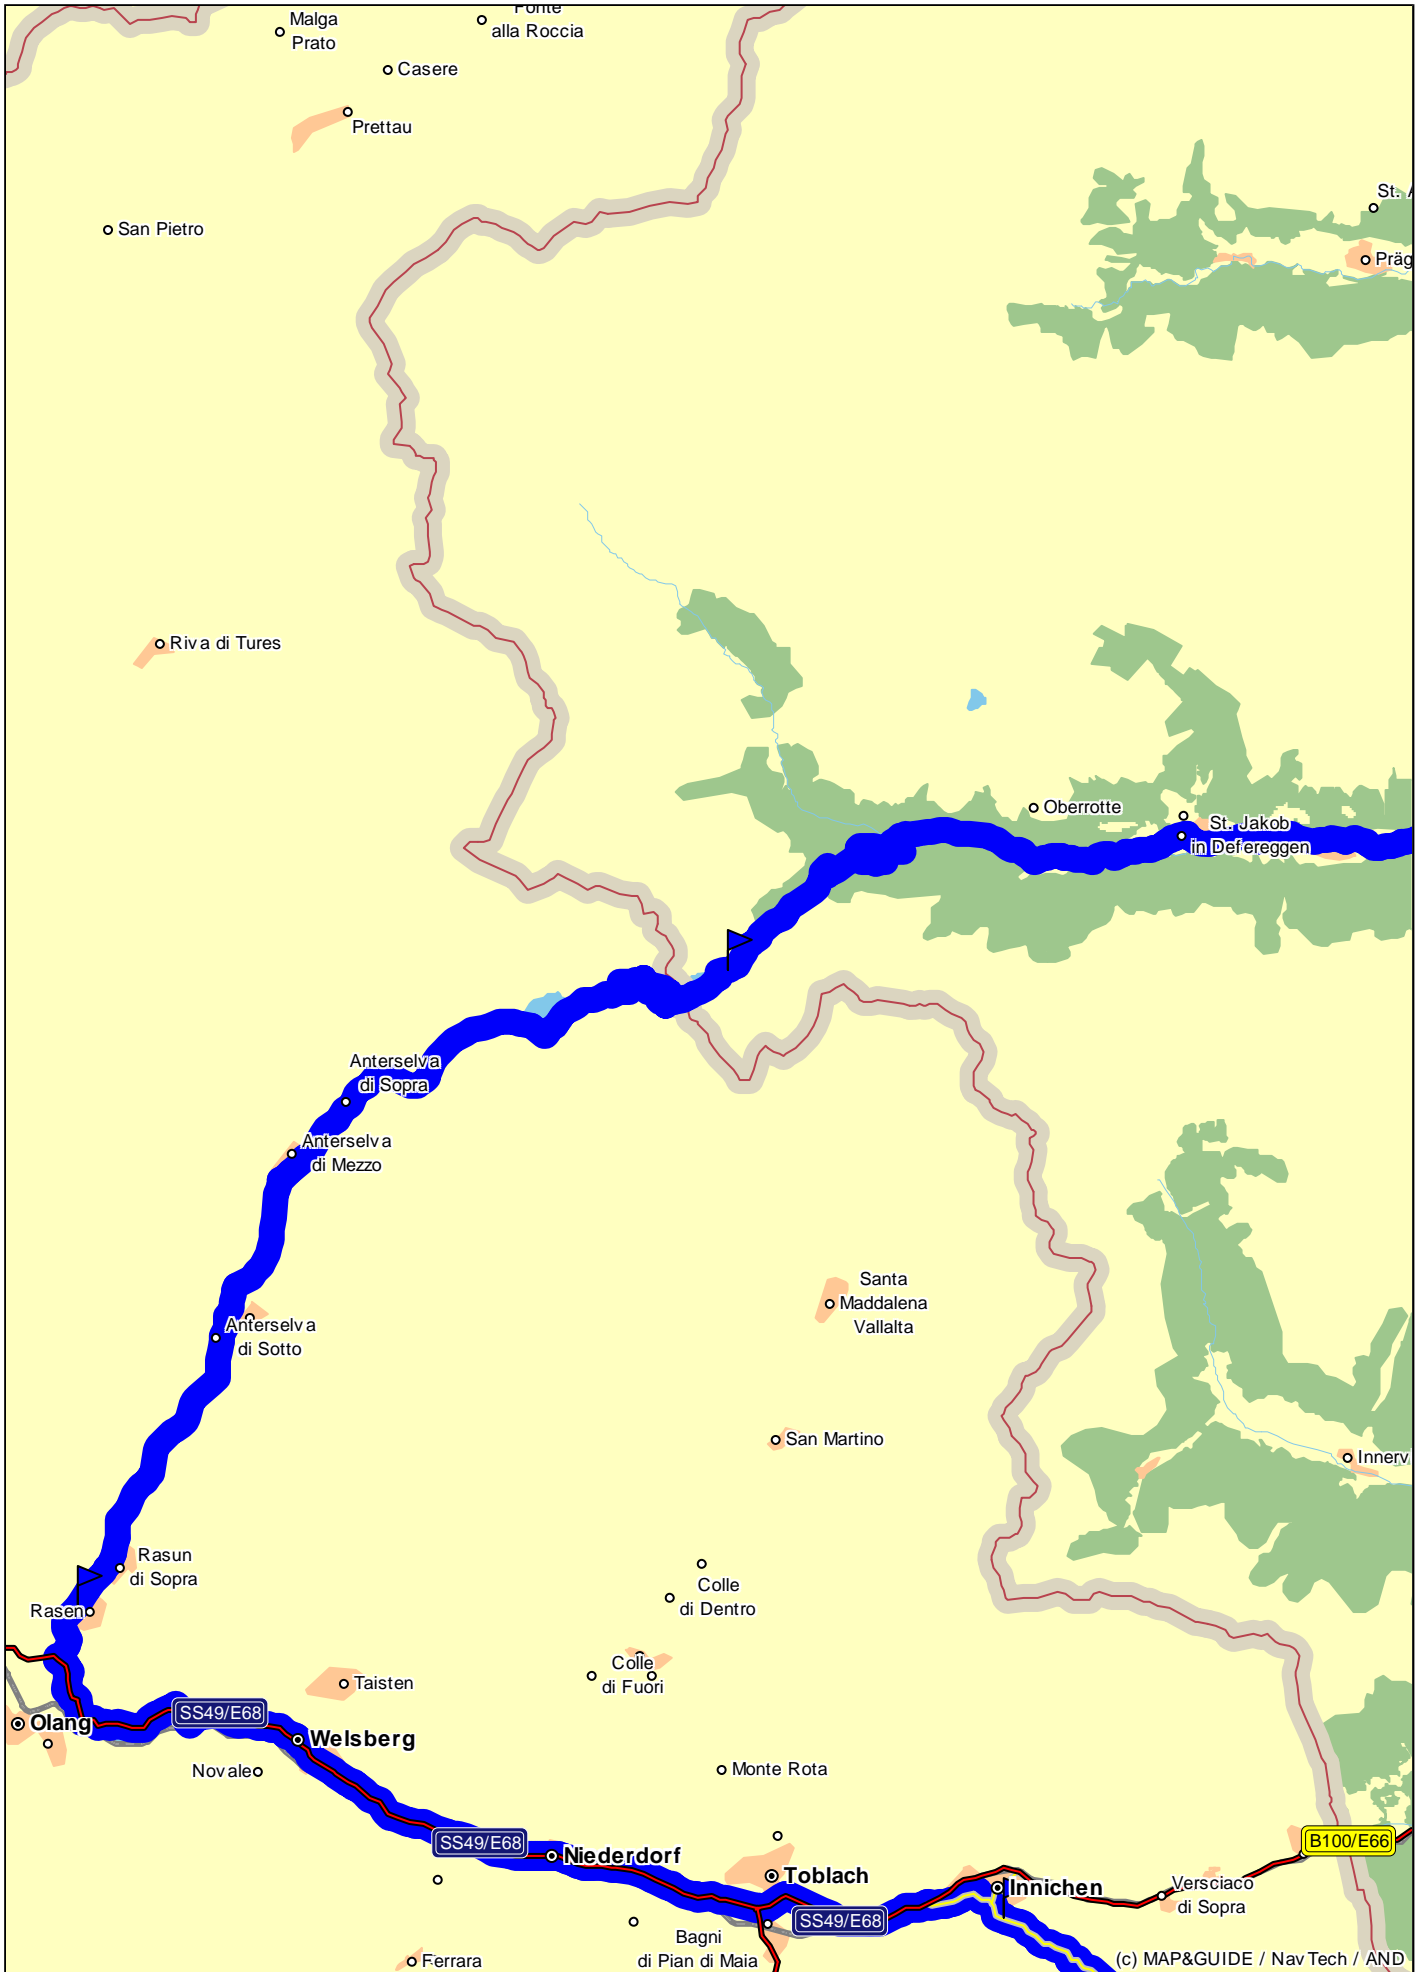 Malga
Prato
Ponte
alla Roccia
Casere
Prettau
San Pietro
St.
Präg
Riva di Tures
Oberrotte
St. Jakob
in Defereggen
Anterselva
di Sopra
Anterselva
di Mezzo
Santa
Maddalena
Vallalta
Anterselva
di Sotto
San Martino
Innerv
Rasun
di Sopra
Colle
di Dentro
Rasen
Colle
di Fuori
Taisten
SS49/E68
Olang
Welsberg
Novale
Monte Rota
SS49/E68
B100/E66
Niederdorf
Toblach
Innichen
Versciaco
di Sopra
SS49/E68
Bagni
di Pian di Maia
Ferrara
(c) MAP&GUIDE / NavTech / AND